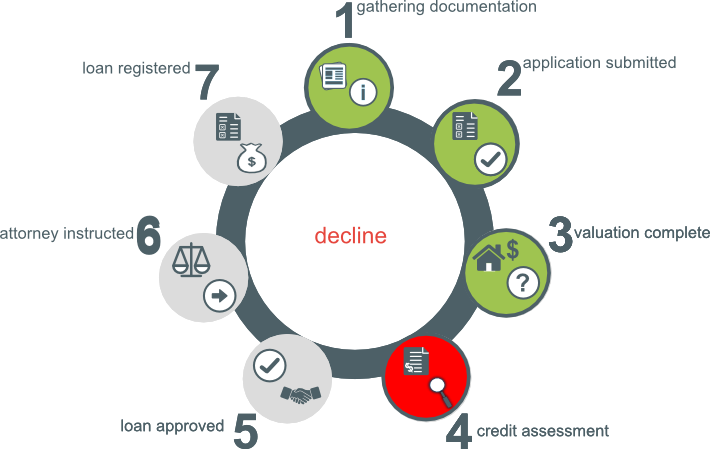 1 gathering documentation
2 application submitted
3 valuation complete
4 credit assessment
5 loan approved
6 attorney instructed
7 loan registered
decline
i
$
?
$
$